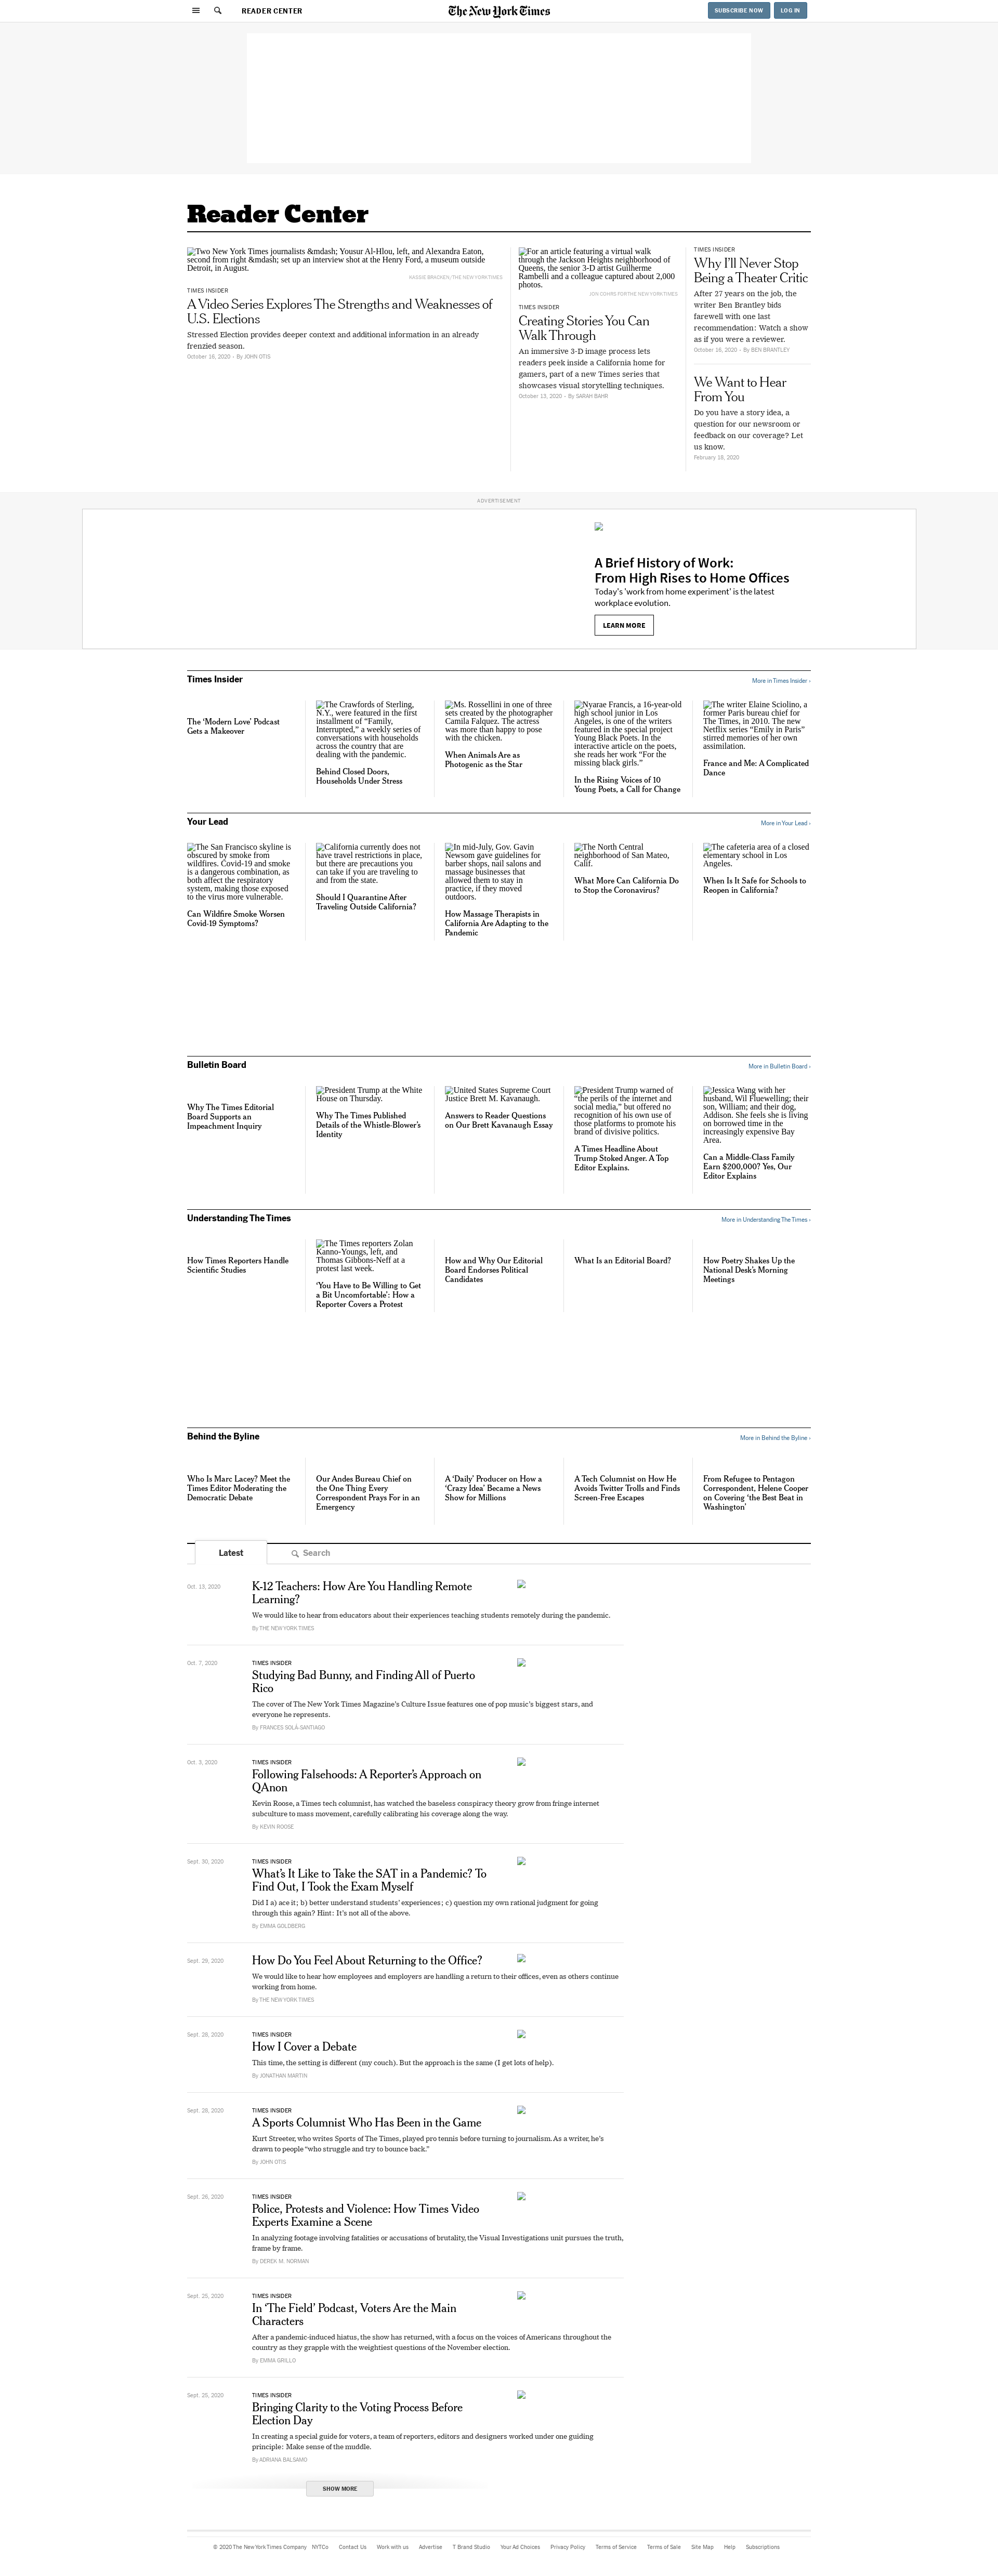 READER CENTER
The New York Times
SUBSCRIBE NOW
LOG IN
Reader Center
Two New York Times journalists &mdash; Yousur Al-Hlou, left, and Alexandra Eaton,
second from right &mdash; set up an interview shot at the Henry Ford, a museum outside
Detroit, in August.
HASSIE BRACKEN/THE NEW YORK TIMES
TIMES INSIDER
A Video Series Explores The Strengths and Weaknesses of
U.S. Elections
Stressed Election provides deeper context and additional information in an already
frenzied season.
October 16, 2020 - By JOHN OTIS
For an article featuring a virtual walk
through the Jackson Heights neighborhood of
Queens, the senior 3-D artist Guilherme
Rambelli and a colleague captured about 2,000
photos.
JON COHRS FOR THE NEW YORK TIMES
TIMES INSIDER
Creating Stories You Can
Walk Through
An immersive 3-D image process lets
readers peek inside a California home for
gamers, part of a new Times series that
showcases visual storytelling techniques.
October 13, 2020 - By SARAH BAHR
TIMES INSIDER
Why I'll Never Stop
Being a Theater Critic
After 27 years on the job, the
writer Ben Brantley bids
farewell with one last
recommendation: Watch a show
as if you were a reviewer.
October 16, 2020 - By BEN BRANTLEY
We Want to Hear
From You
Do you have a story idea, a
question for our newsroom or
feedback on our coverage? Let
us know.
February 18, 2020
ADVERTISEMENT
A Brief History of Work:
From High Rises to Home Offices
Today's 'work from home experiment' is the latest
workplace evolution.
LEARN MORE
Times Insider
More in Times Insider ›
The ‘Modern Love’ Podcast
Gets a Makeover
The Crawfords of Sterling,
N.Y., were featured in the first
installment of “Family,
Interrupted,” a weekly series of
conversations with households
across the country that are
dealing with the pandemic.
Behind Closed Doors,
Households Under Stress
Ms. Rossellini in one of three
sets created by the photographer
Camila Falquez. The actress
was more than happy to pose
with the chicken.
When Animals Are as
Photogenic as the Star
Nyarae Francis, a 16-year-old
high school junior in Los
Angeles, is one of the writers
featured in the special project
Young Black Poets. In the
interactive article on the poets,
she reads her work “For the
missing black girls.”
In the Rising Voices of 10
Young Poets, a Call for Change
The writer Elaine Sciolino, a
former Paris bureau chief for
The Times, in 2010. The new
Netflix series “Emily in Paris”
stirred memories of her own
assimilation.
France and Me: A Complicated
Dance
Your Lead
More in Your Lead ›
The San Francisco skyline is
obscured by smoke from
wildfires. Covid-19 and smoke
is a dangerous combination, as
both affect the respiratory
system, making those exposed
to the virus more vulnerable.
Can Wildfire Smoke Worsen
Covid-19 Symptoms?
California currently does not
have travel restrictions in place,
but there are precautions you
can take if you are traveling to
and from the state.
Should I Quarantine After
Traveling Outside California?
In mid-July, Gov. Gavin
Newsom gave guidelines for
barber shops, nail salons and
massage businesses that
allowed them to stay in
practice, if they moved
outdoors.
How Massage Therapists in
California Are Adapting to the
Pandemic
The North Central
neighborhood of San Mateo,
Calif.
What More Can California Do
to Stop the Coronavirus?
The cafeteria area of a closed
elementary school in Los
Angeles.
When Is It Safe for Schools to
Reopen in California?
Bulletin Board
More in Bulletin Board ›
Why The Times Editorial
Board Supports an
Impeachment Inquiry
President Trump at the White
House on Thursday.
Why The Times Published
Details of the Whistle-Blower’s
Identity
United States Supreme Court
Justice Brett M. Kavanaugh.
Answers to Reader Questions
on Our Brett Kavanaugh Essay
President Trump warned of
“the perils of the internet and
social media,” but offered no
recognition of his own use of
those platforms to promote his
brand of divisive politics.
A Times Headline About
Trump Stoked Anger. A Top
Editor Explains.
Jessica Wang with her
husband, Wil Fluewelling; their
son, William; and their dog,
Addison. She feels she is living
on borrowed time in the
increasingly expensive Bay
Area.
Can a Middle-Class Family
Earn $200,000? Yes, Our
Editor Explains
Understanding The Times
More in Understanding The Times ›
How Times Reporters Handle
Scientific Studies
The Times reporters Zolan
Kanno-Youngs, left, and
Thomas Gibbons-Neff at a
protest last week.
‘You Have to Be Willing to Get
a Bit Uncomfortable’: How a
Reporter Covers a Protest
How and Why Our Editorial
Board Endorses Political
Candidates
What Is an Editorial Board?
How Poetry Shakes Up the
National Desk’s Morning
Meetings
Behind the Byline
More in Behind the Byline ›
Who Is Marc Lacey? Meet the
Times Editor Moderating the
Democratic Debate
Our Andes Bureau Chief on
the One Thing Every
Correspondent Prays For in an
Emergency
A ‘Daily’ Producer on How a
‘Crazy Idea’ Became a News
Show for Millions
A Tech Columnist on How He
Avoids Twitter Trolls and Finds
Screen-Free Escapes
From Refugee to Pentagon
Correspondent, Helene Cooper
on Covering ‘the Best Beat in
Washington’
Latest
Search
Oct. 13, 2020
K-12 Teachers: How Are You Handling Remote
Learning?
We would like to hear from educators about their experiences teaching students remotely during the pandemic.
By THE NEW YORK TIMES
Oct. 7, 2020
TIMES INSIDER
Studying Bad Bunny, and Finding All of Puerto
Rico
The cover of The New York Times Magazine’s Culture Issue features one of pop music’s biggest stars, and
everyone he represents.
By FRANCES SOLÁ-SANTIAGO
Oct. 3, 2020
TIMES INSIDER
Following Falsehoods: A Reporter’s Approach on
QAnon
Kevin Roose, a Times tech columnist, has watched the baseless conspiracy theory grow from fringe internet
subculture to mass movement, carefully calibrating his coverage along the way.
By KEVIN ROOSE
Sept. 30, 2020
TIMES INSIDER
What’s It Like to Take the SAT in a Pandemic? To
Find Out, I Took the Exam Myself
Did I a) ace it; b) better understand students’ experiences; c) question my own rational judgment for going
through this again? Hint: It’s not all of the above.
By EMMA GOLDBERG
Sept. 29, 2020
How Do You Feel About Returning to the Office?
We would like to hear how employees and employers are handling a return to their offices, even as others continue
working from home.
By THE NEW YORK TIMES
Sept. 28, 2020
TIMES INSIDER
How I Cover a Debate
This time, the setting is different (my couch). But the approach is the same (I get lots of help).
By JONATHAN MARTIN
Sept. 28, 2020
TIMES INSIDER
A Sports Columnist Who Has Been in the Game
Kurt Streeter, who writes Sports of The Times, played pro tennis before turning to journalism. As a writer, he’s
drawn to people “who struggle and try to bounce back.”
By JOHN OTIS
Sept. 26, 2020
TIMES INSIDER
Police, Protests and Violence: How Times Video
Experts Examine a Scene
In analyzing footage involving fatalities or accusations of brutality, the Visual Investigations unit pursues the truth,
frame by frame.
By DEREK M. NORMAN
Sept. 25, 2020
TIMES INSIDER
In ‘The Field’ Podcast, Voters Are the Main
Characters
After a pandemic-induced hiatus, the show has returned, with a focus on the voices of Americans throughout the
country as they grapple with the weightiest questions of the November election.
By EMMA GRILLO
Sept. 25, 2020
TIMES INSIDER
Bringing Clarity to the Voting Process Before
Election Day
In creating a special guide for voters, a team of reporters, editors and designers worked under one guiding
principle: Make sense of the muddle.
By ADRIANA BALSAMO
SHOW MORE
© 2020 The New York Times Company NYTCo Contact Us Work with us Advertise T Brand Studio Your Ad Choices Privacy Policy Terms of Service Terms of Sale Site Map Help Subscriptions